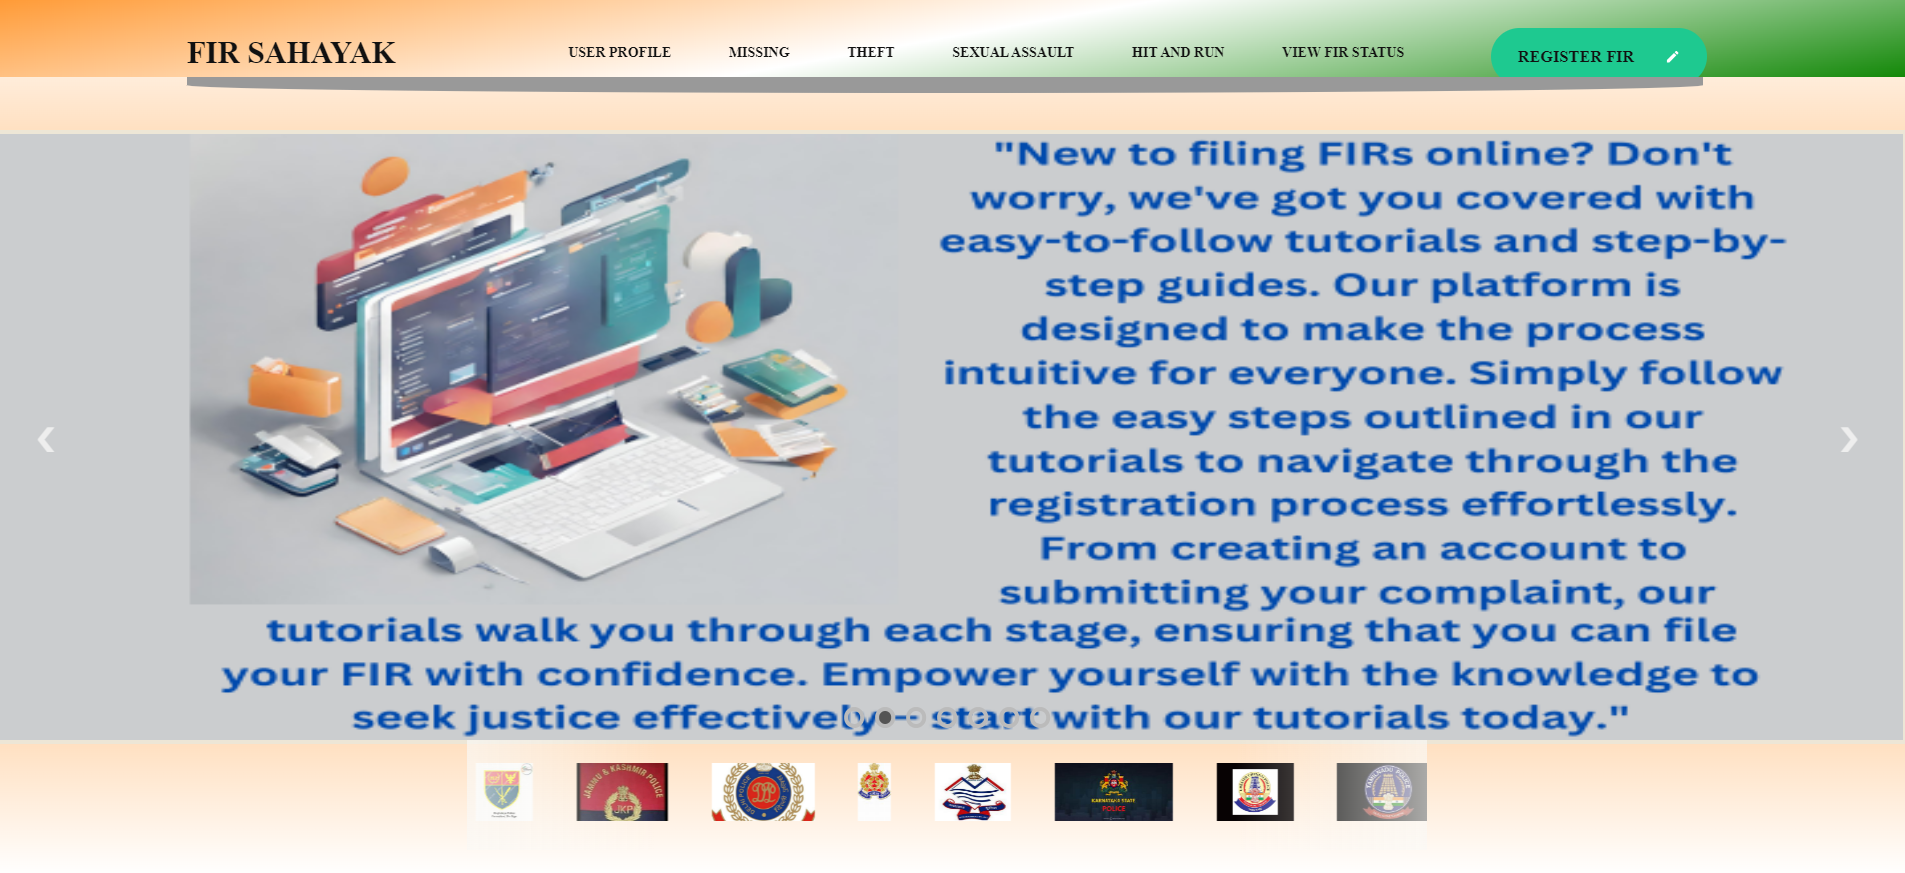 FIR SAHAYAK
USER PROFILE
MISSING
THEFT
SEXUAL ASSAULT
HIT AND RUN
VIEW FIR STATUS
REGISTER FIR
"New to filing FIRs online? Don't
worry, we've got you covered with
easy-to-follow tutorials and step-by-
step guides. Our platform is
designed to make the process
intuitive for everyone. Simply follow
the easy steps outlined in our
tutorials to navigate through the
registration process effortlessly.
From creating an account to
submitting your complaint, our
tutorials walk you through each stage, ensuring that you can file
your FIR with confidence. Empower yourself with the knowledge to
seek justice effectively—start with our tutorials today."
JAMMU & KASHMIR POLICE
JKP
DELHI POLICE
KARNATAKA STATE
POLICE
TAMILNADU POLICE